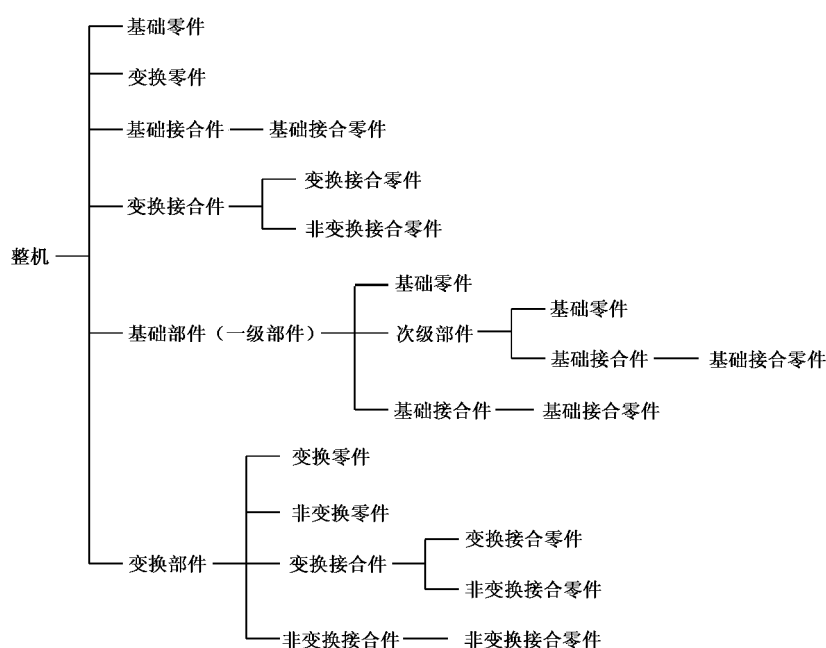 基础零件
变换零件
基础接合件
基础接合零件
变换接合件
变换接合零件
非变换接合零件
整机
基础部件（一级部件）
基础零件
次级部件
基础零件
基础接合件
基础接合零件
基础接合件
基础接合零件
变换部件
变换零件
非变换零件
变换接合件
变换接合零件
非变换接合零件
非变换接合件
非变换接合零件